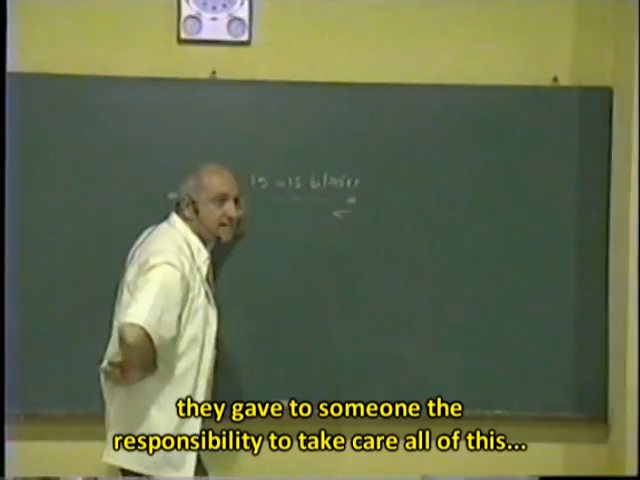 they gave to someone the
responsibility to take care all of this...